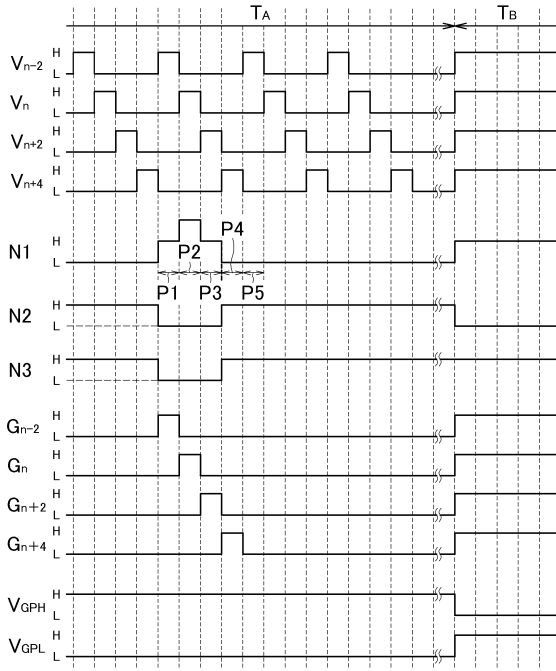 TA TB
Vn-2 H L
Vn H L
Vn+2 H L
Vn+4 H L
N1 H L
P1 P2 P3 P4 P5
N2 H L
N3 H L
Gn-2 H L
Gn H L
Gn+2 H L
Gn+4 H L
VGPH H L
VGPL H L